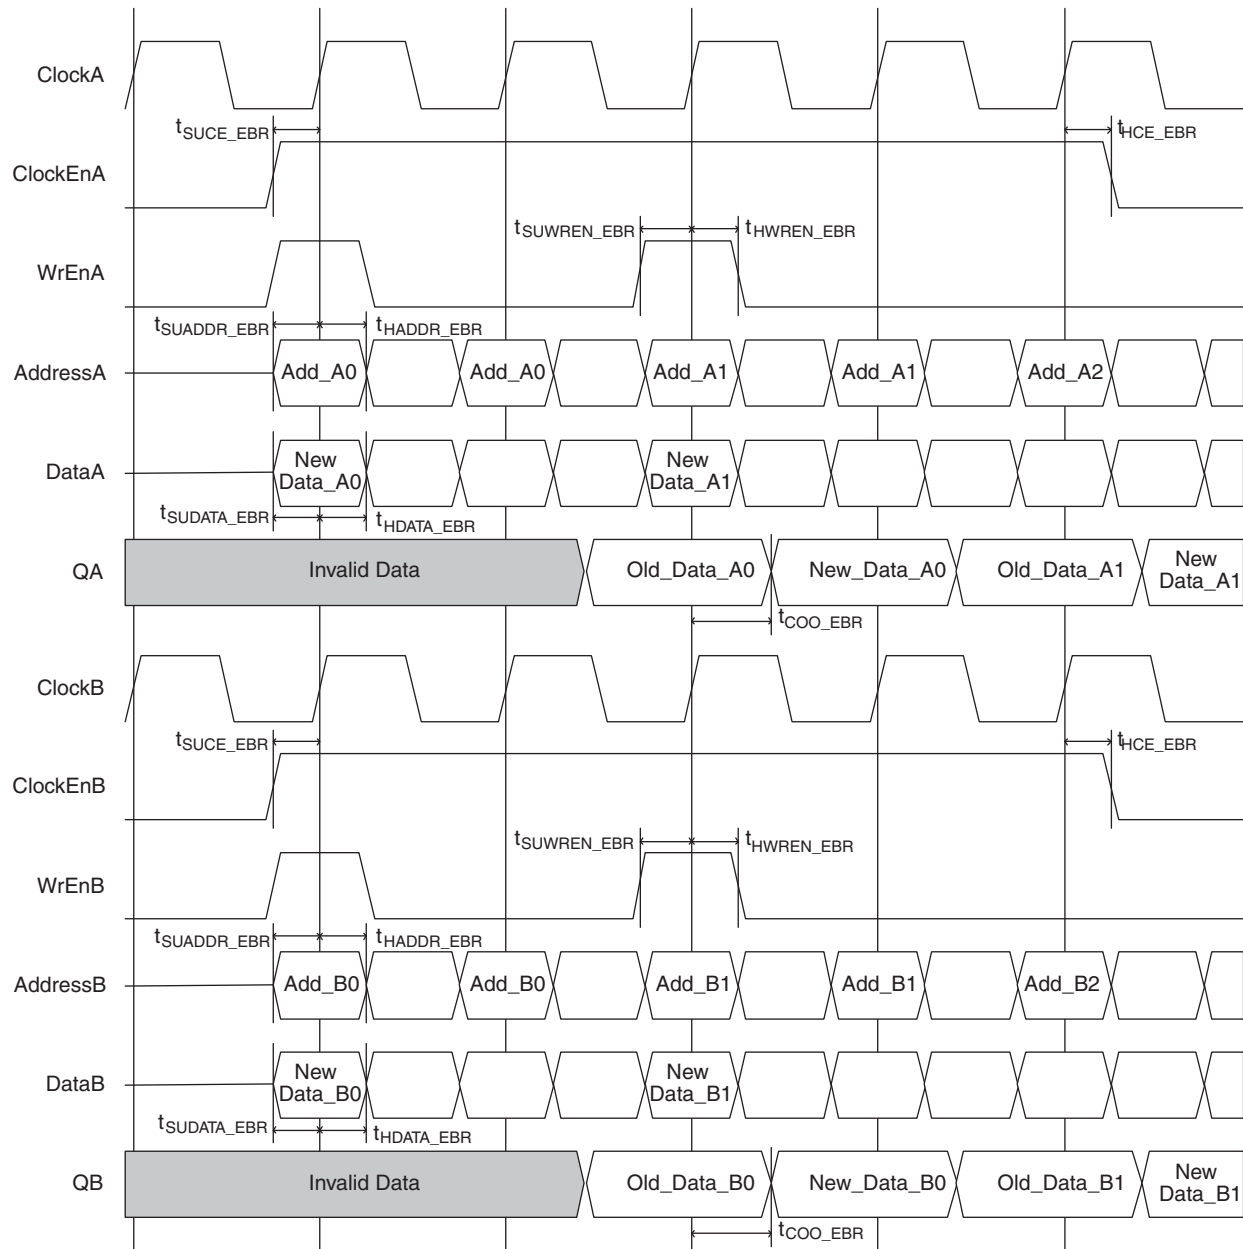 ClockA
tSUCE_EBR tHCE_EBR
ClockEnA
tSUWREN_EBR tHWREN_EBR
WrEnA
tSUADDR_EBR tHADDR_EBR
AddressA Add_A0 Add_A0 Add_A1 Add_A1 Add_A2
DataA New Data_A0 New Data_A1
tSUDATA_EBR tHDATA_EBR
QA Invalid Data Old_Data_A0 New_Data_A0 Old_Data_A1 New Data_A1
tCOO_EBR
ClockB
tSUCE_EBR tHCE_EBR
ClockEnB
tSUWREN_EBR tHWREN_EBR
WrEnB
tSUADDR_EBR tHADDR_EBR
AddressB Add_B0 Add_B0 Add_B1 Add_B1 Add_B2
DataB New Data_B0 New Data_B1
tSUDATA_EBR tHDATA_EBR
QB Invalid Data Old_Data_B0 New_Data_B0 Old_Data_B1 New Data_B1
tCOO_EBR